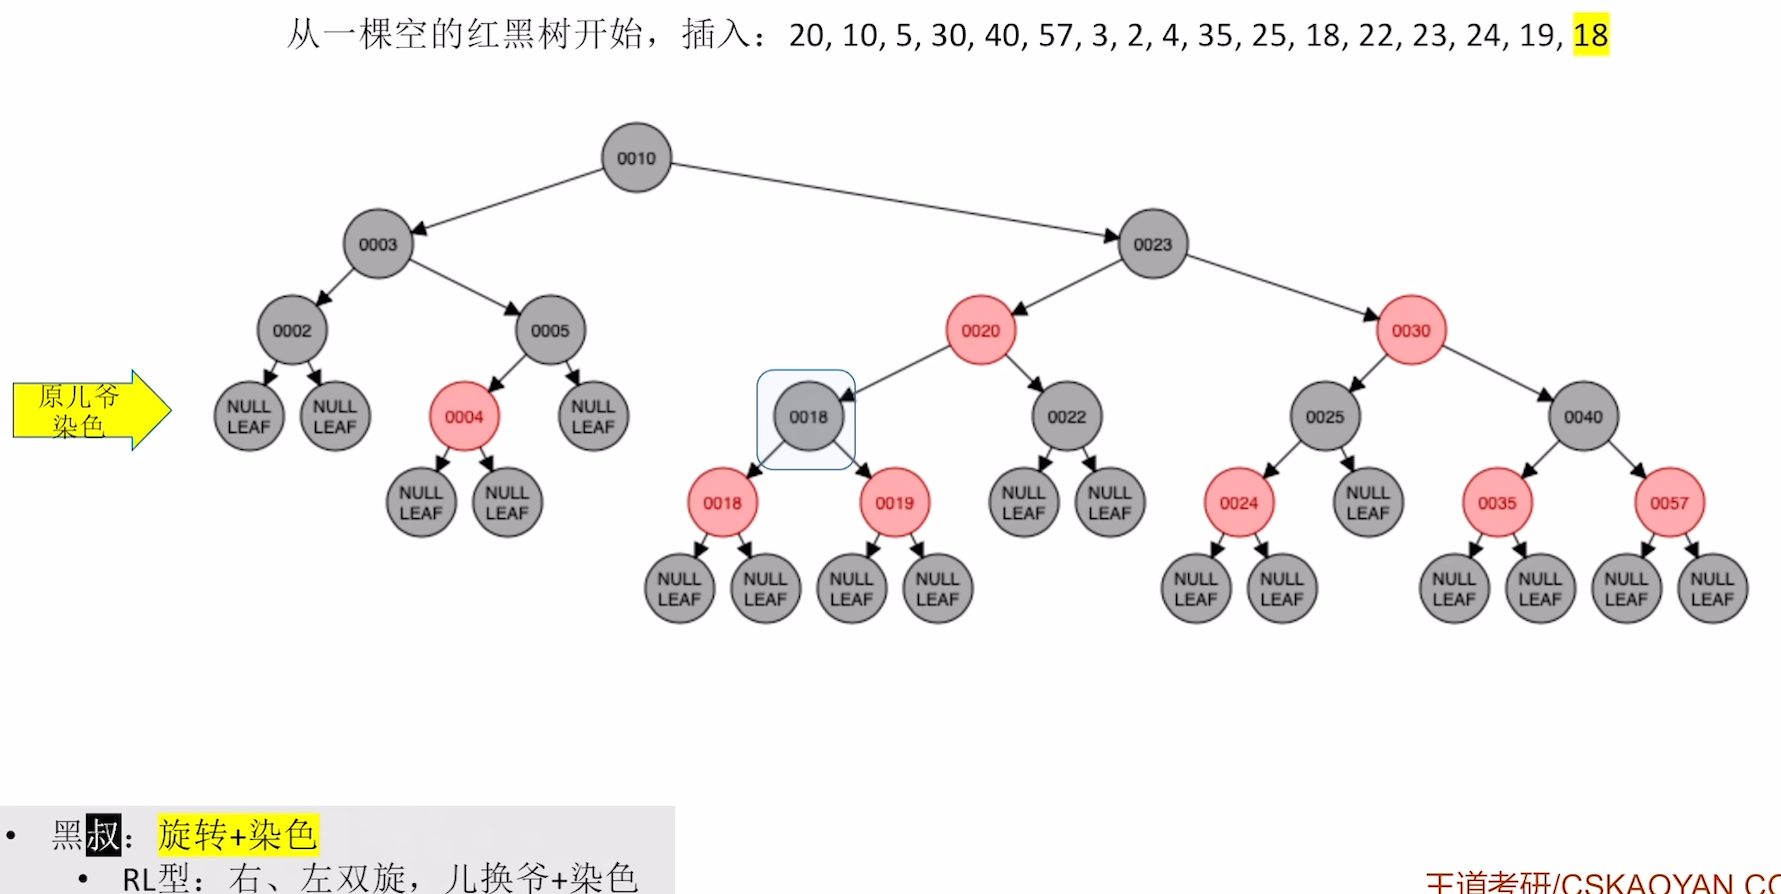 从一棵空的红黑树开始，插入：20, 10, 5, 30, 40, 57, 3, 2, 4, 35, 25, 18, 22, 23, 24, 19, 18
0010
0003
0023
0002
0005
0020
0030
原儿爷
染色
NULL
LEAF
NULL
LEAF
0004
NULL
LEAF
0018
0022
0025
0040
NULL
LEAF
NULL
LEAF
0018
0019
NULL
LEAF
NULL
LEAF
0024
NULL
LEAF
0035
0057
NULL
LEAF
NULL
LEAF
NULL
LEAF
NULL
LEAF
NULL
LEAF
NULL
LEAF
NULL
LEAF
NULL
LEAF
NULL
LEAF
NULL
LEAF
• 黑叔：旋转+染色
• RL型：右、左双旋，儿换爷+染色
王道考研/CSKAOYAN.CO